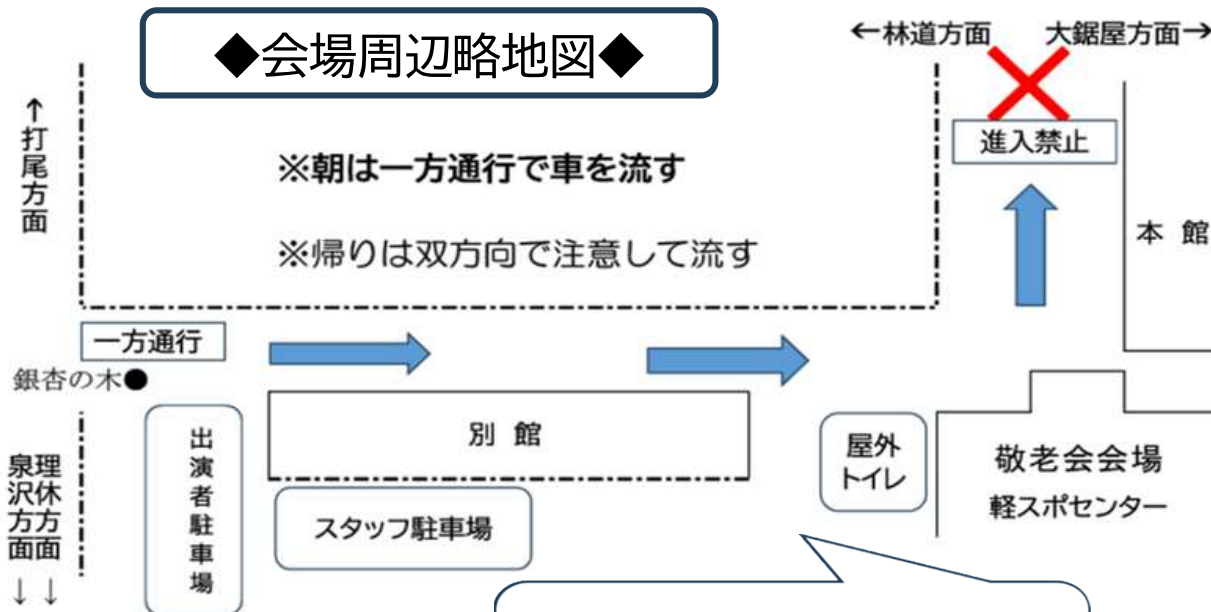 ◆会場周辺略地図◆
←林道方面
大鋸屋方面→
↑打尾方面
進入禁止
※朝は一方通行で車を流す
本館
※帰りは双方向で注意して流す
一方通行
銀杏の木●
出演者駐車場
別館
屋外
トイレ
敬老会会場
軽スポセンター
理休方面↓
泉沢方面↓
スタッフ駐車場